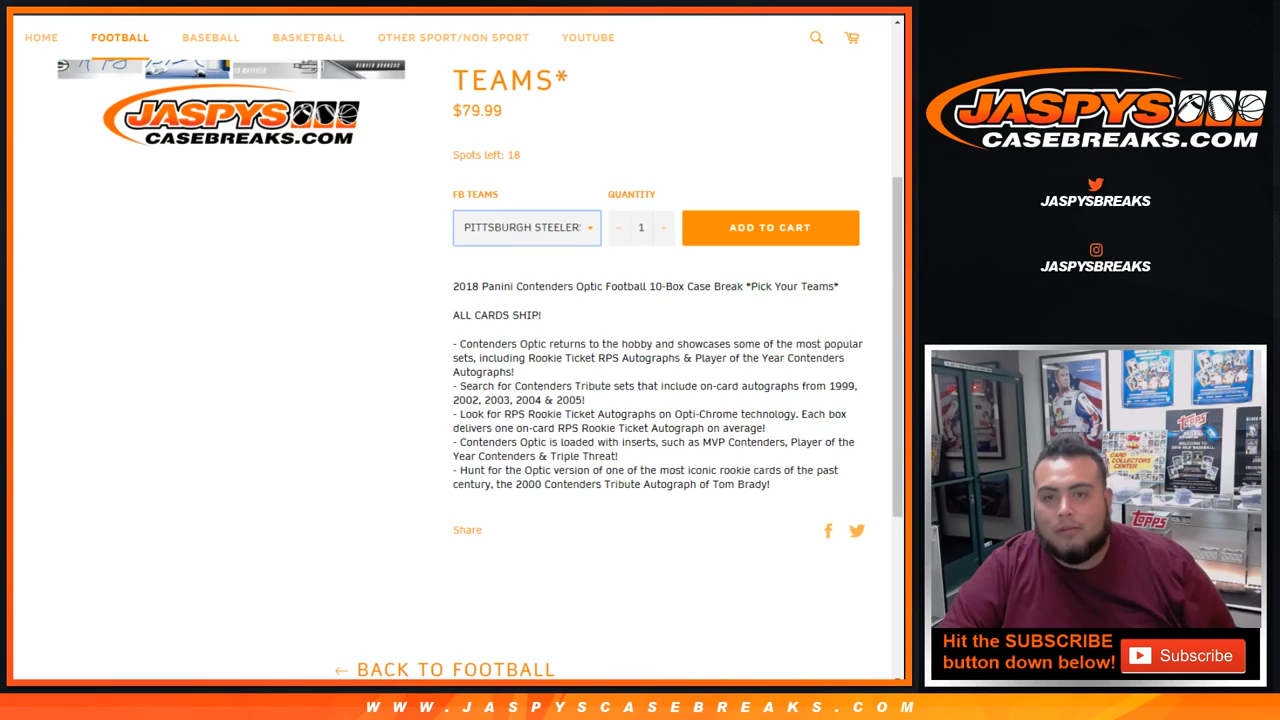 HOME FOOTBALL BASEBALL BASKETBALL OTHER SPORT/NON SPORT YOUTUBE
DENVER BRONCOS
JASPYS
CASEBREAKS.COM
TEAMS*
$79.99
Spots left: 18
FB TEAMS QUANTITY
PITTSBURGH STEELER - 1 + ADD TO CART
2018 Panini Contenders Optic Football 10-Box Case Break *Pick Your Teams*
ALL CARDS SHIP!
- Contenders Optic returns to the hobby and showcases some of the most popular
sets, including Rookie Ticket RPS Autographs & Player of the Year Contenders
Autographs!
- Search for Contenders Tribute sets that include on-card autographs from 1999,
2002, 2003, 2004 & 2005!
- Look for RPS Rookie Ticket Autographs on Opti-Chrome technology. Each box
delivers one on-card RPS Rookie Ticket Autograph on average!
- Contenders Optic is loaded with inserts, such as MVP Contenders, Player of the
Year Contenders & Triple Threat!
- Hunt for the Optic version of one of the most iconic rookie cards of the past
century, the 2000 Contenders Tribute Autograph of Tom Brady!
Share
← BACK TO FOOTBALL
JASPYS
CASEBREAKS.COM
JASPYSBREAKS
JASPYSBREAKS
Topps
CARD
COLLECTORS
CENTER
TOPPS
Hit the SUBSCRIBE
button down below!
Subscribe
WWW.JASPYSCASEBREAKS.COM